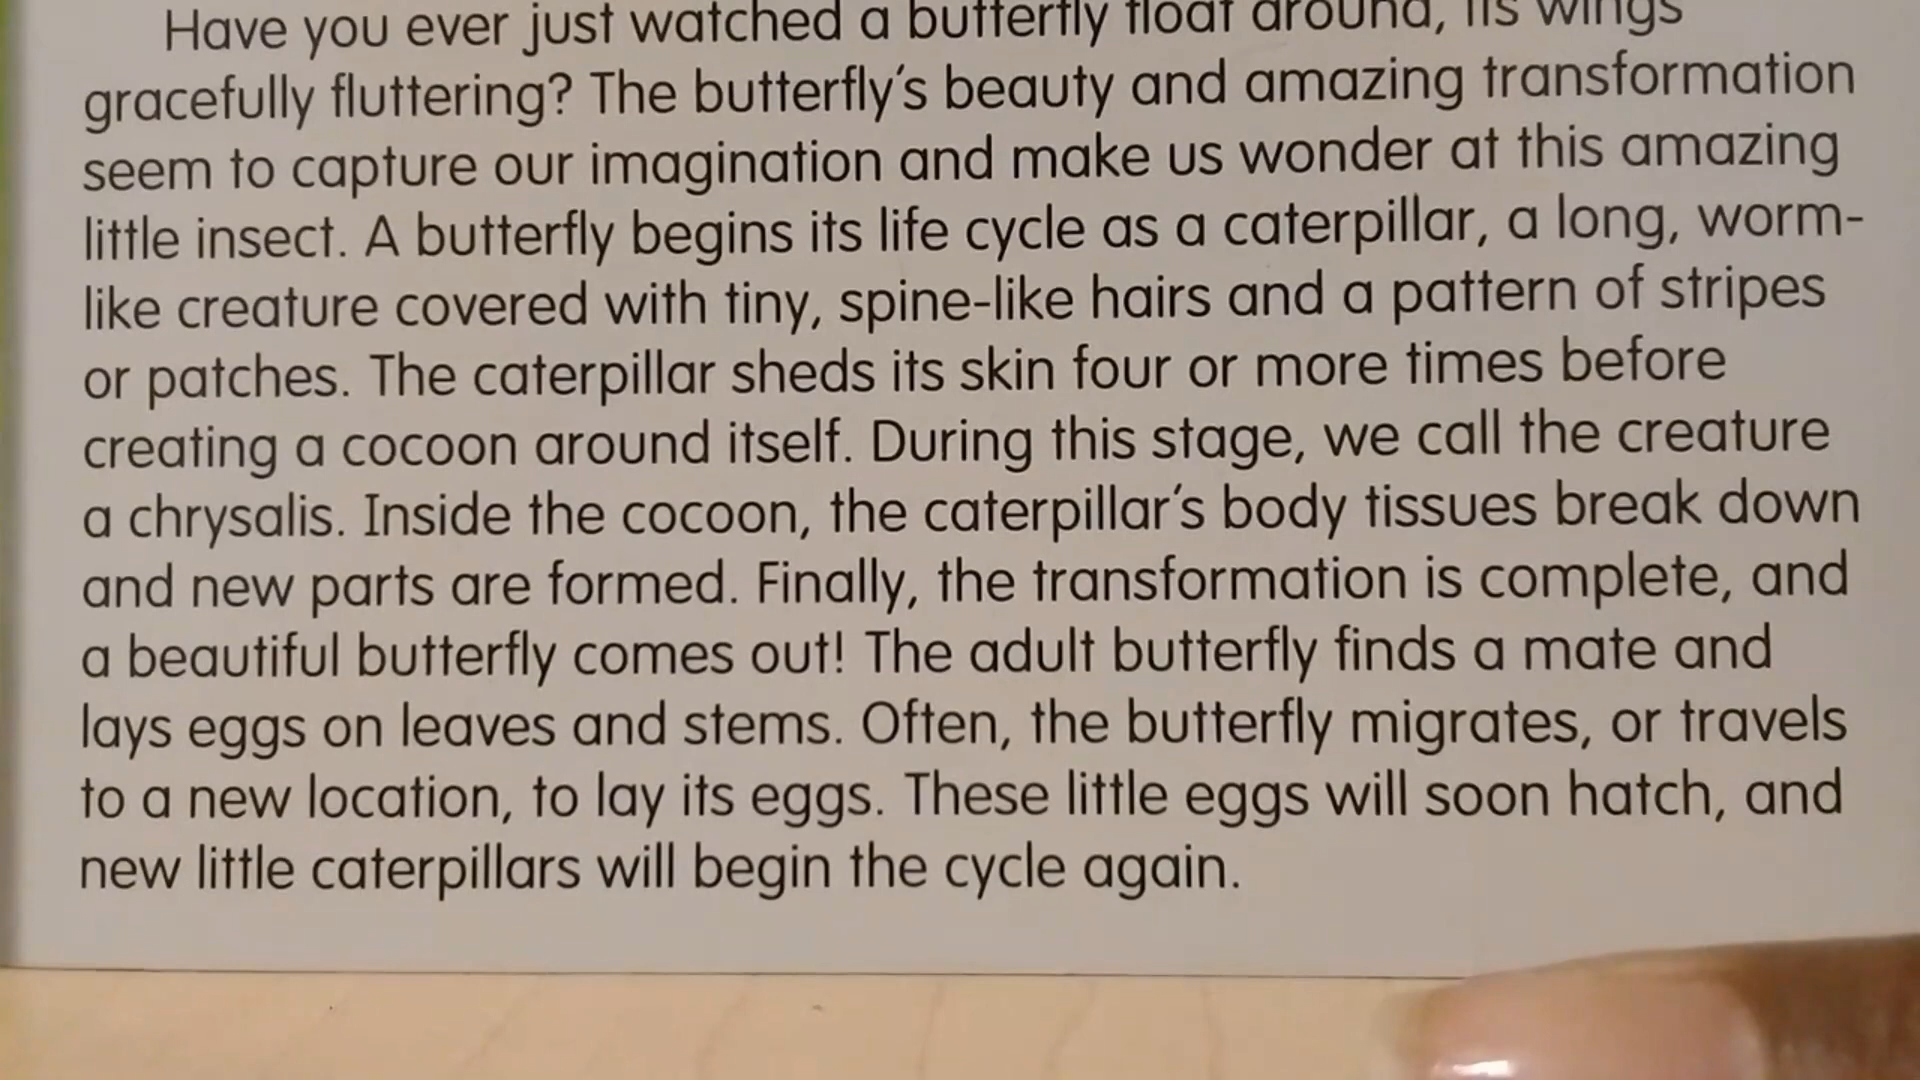 Have you ever just watched a butterfly float around, its wings
gracefully fluttering? The butterfly's beauty and amazing transformation
seem to capture our imagination and make us wonder at this amazing
little insect. A butterfly begins its life cycle as a caterpillar, a long, worm-
like creature covered with tiny, spine-like hairs and a pattern of stripes
or patches. The caterpillar sheds its skin four or more times before
creating a cocoon around itself. During this stage, we call the creature
a chrysalis. Inside the cocoon, the caterpillar's body tissues break down
and new parts are formed. Finally, the transformation is complete, and
a beautiful butterfly comes out! The adult butterfly finds a mate and
lays eggs on leaves and stems. Often, the butterfly migrates, or travels
to a new location, to lay its eggs. These little eggs will soon hatch, and
new little caterpillars will begin the cycle again.